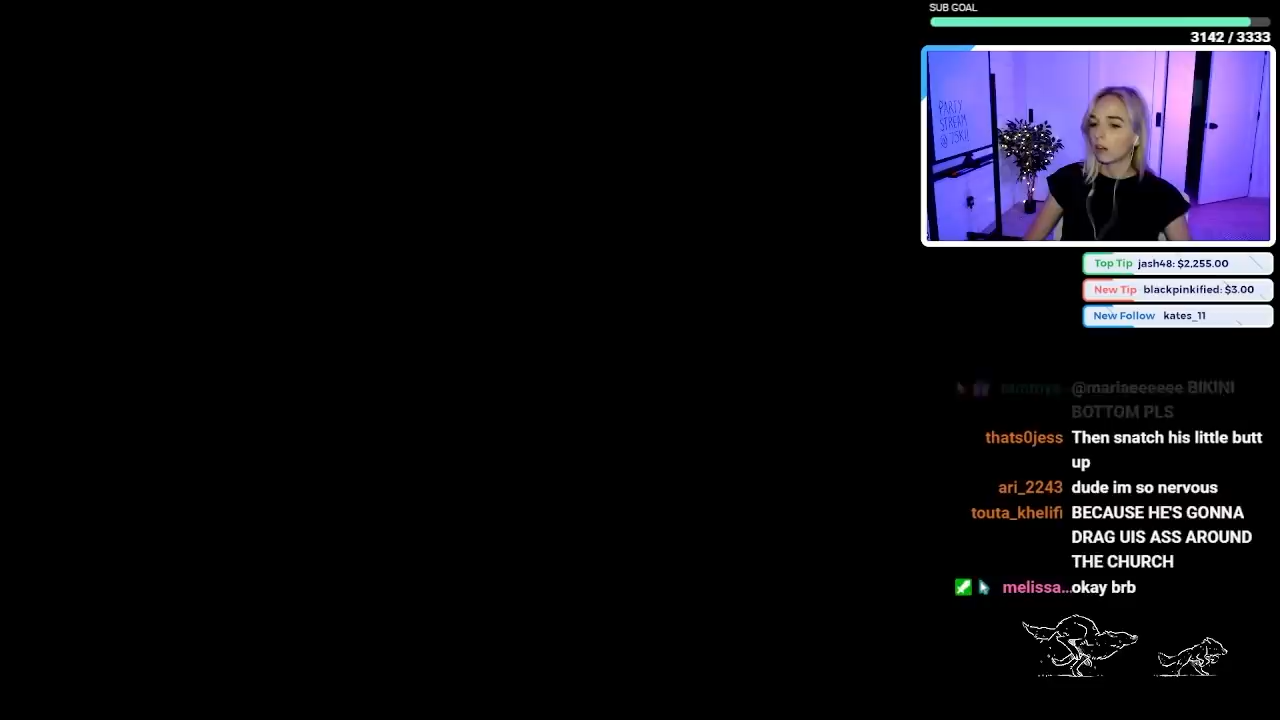 SUB GOAL
3142 / 3333
PARTY
STREAM
@ 75K!!
Top Tip jash48: $2,255.00
New Tip blackpinkified: $3.00
New Follow kates_11
@mariaeeeeee BIKINI
BOTTOM PLS
thats0jess Then snatch his little butt
up
ari_2243 dude im so nervous
touta_khelifi BECAUSE HE'S GONNA
DRAG UIS ASS AROUND
THE CHURCH
melissa... okay brb